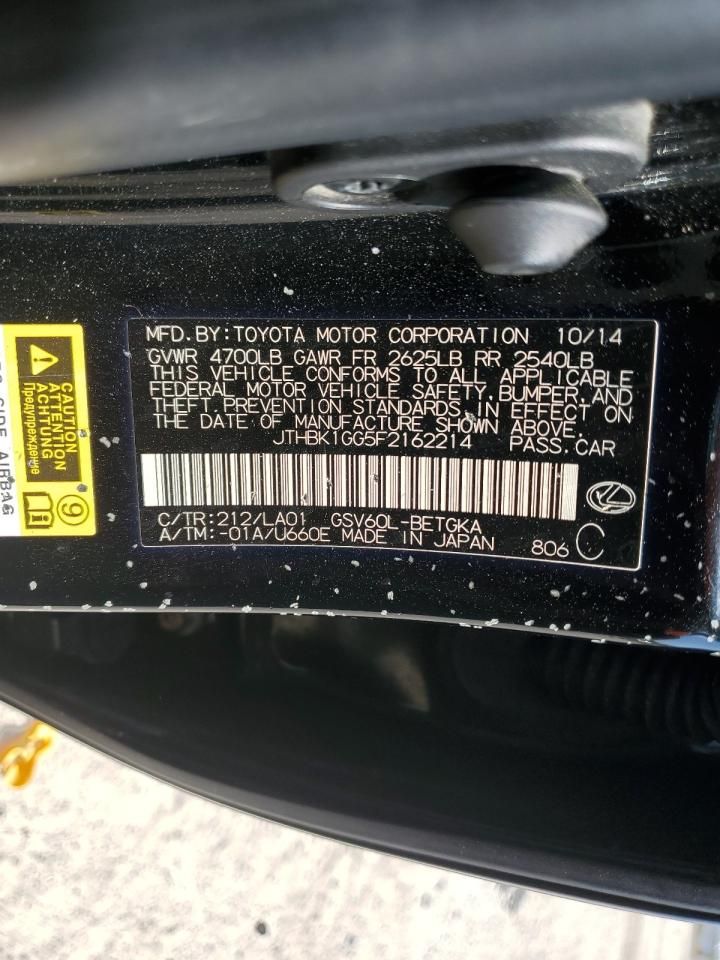 MFD.BY:TOYOTA MOTOR CORPORATION 10/14
GVWR 4700LB GAWR FR 2625LB RR 2540LB
THIS VEHICLE CONFORMS TO ALL APPLICABLE
FEDERAL MOTOR VEHICLE SAFETY,BUMPER,AND
THEFT PREVENTION STANDARDS IN EFFECT ON
THE DATE OF MANUFACTURE SHOWN ABOVE.
JTHBK1GG5F2162214 PASS.CAR
C/TR:212/LA01 GSV60L-BETGKA
A/TM:-01A/U660E MADE IN JAPAN 806 C
CAUTION
ATTENTION
ACHTUNG
Предупреждение
9
SIDE AIRBAG